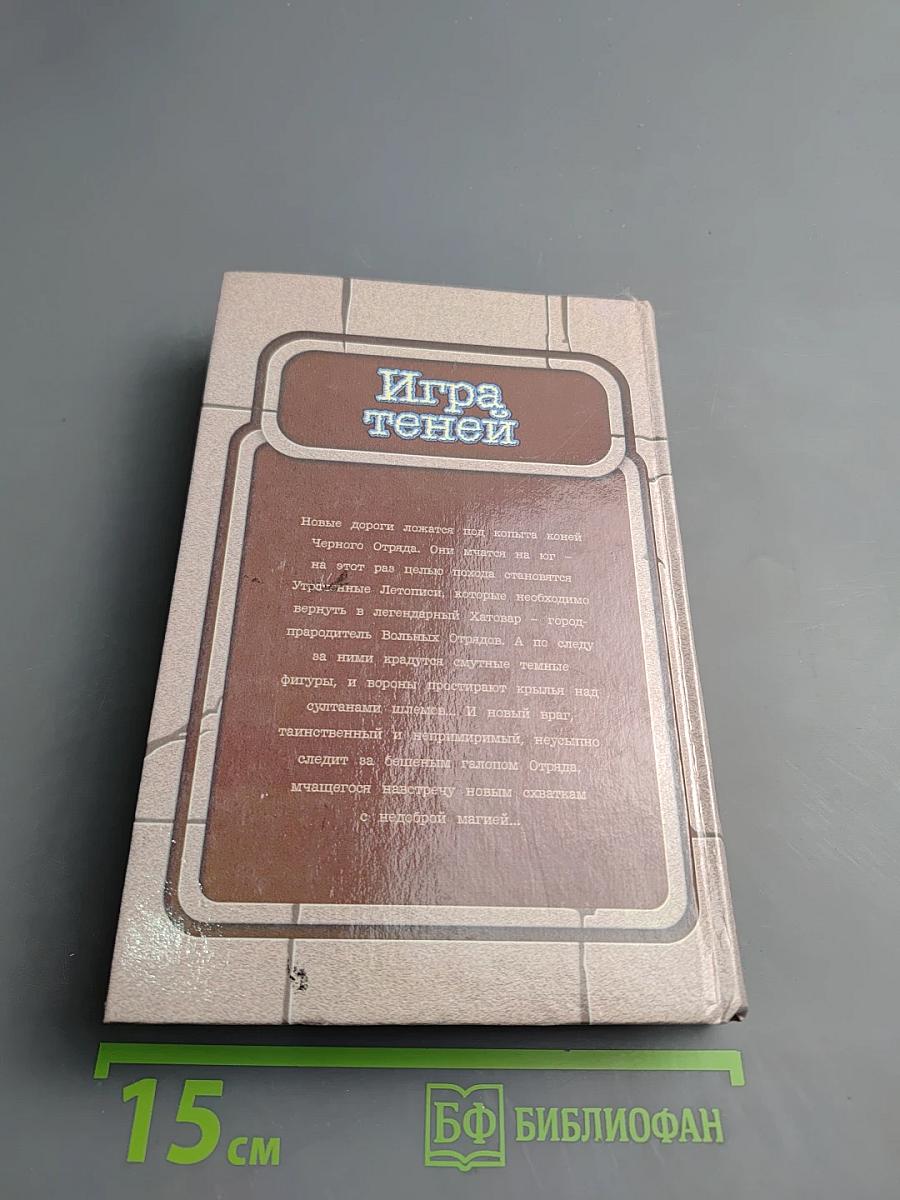 Игра
теней
Новые дороги ложатся под копыта коней
Черного Отряда. Они мчатся на юг –
на этот раз целью похода становятся
Утраченные Летописи, которые необходимо
вернуть в легендарный Хатовар – город-
прародитель Вольных Отрядов. А по следу
за ними крадутся смутные темные
фигуры, и вороны простирают крылья над
султанами шлемов... И новый враг,
таинственный и непримиримый, неусыпно
следит за бешеным галопом Отряда,
мчащегося навстречу новым схваткам
с недоброй магией...
15 см
БФ БИБЛИОФАН